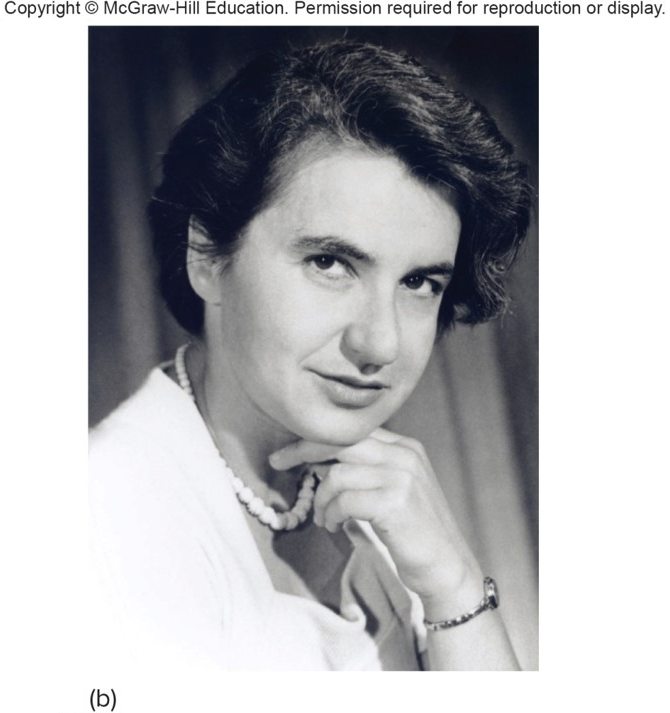 Copyright © McGraw-Hill Education. Permission required for reproduction or display.
(b)